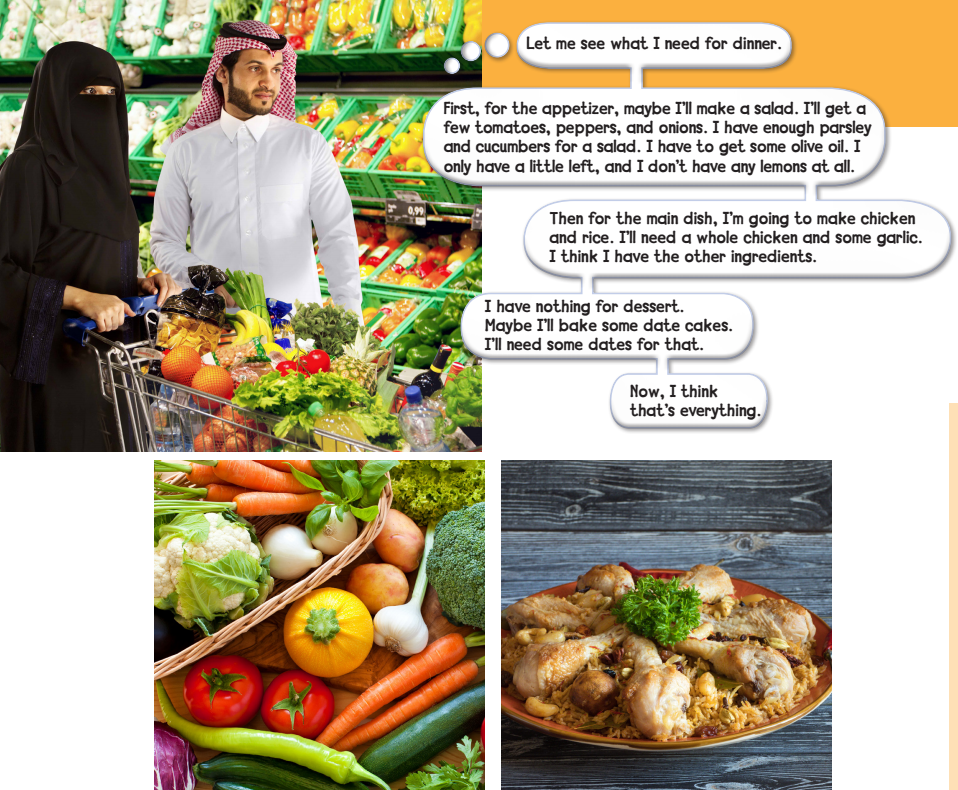 Let me see what I need for dinner.
First, for the appetizer, maybe I'll make a salad. I'll get a
few tomatoes, peppers, and onions. I have enough parsley
and cucumbers for a salad. I have to get some olive oil. I
only have a little left, and I don't have any lemons at all.
Then for the main dish, I'm going to make chicken
and rice. I'll need a whole chicken and some garlic.
I think I have the other ingredients.
I have nothing for dessert.
Maybe I'll bake some date cakes.
I'll need some dates for that.
Now, I think
that's everything.
0,99